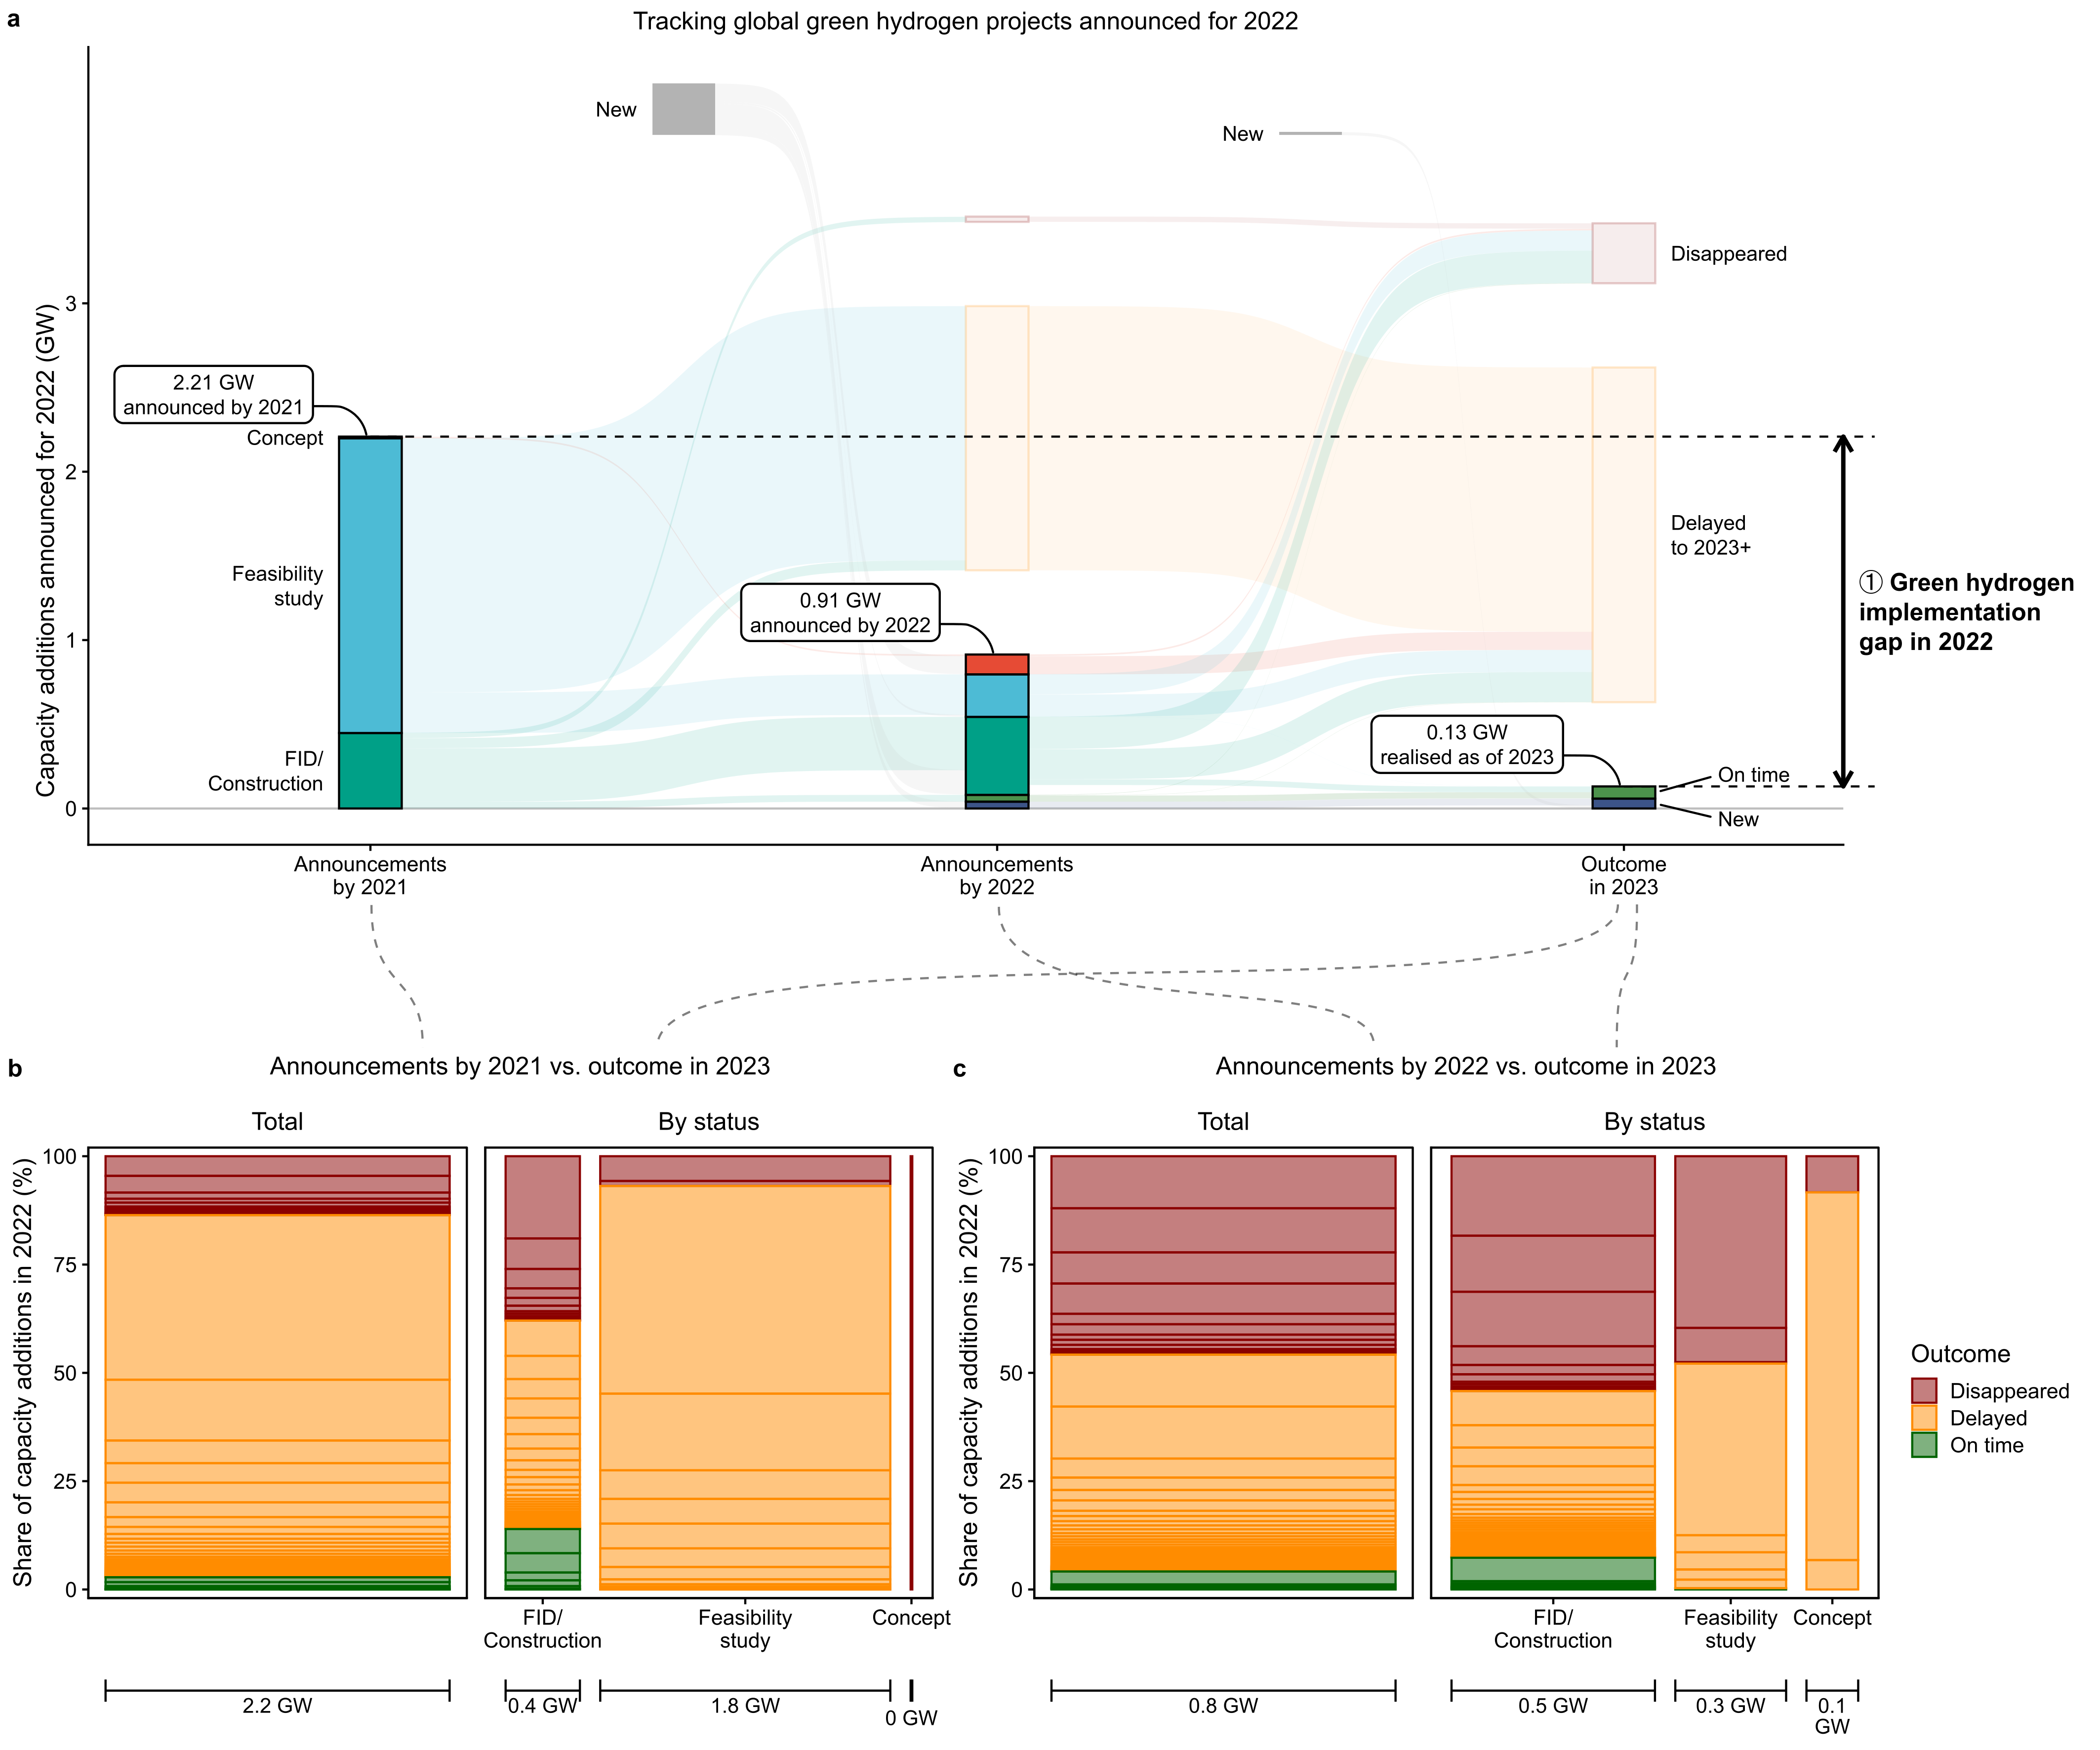 a
Tracking global green hydrogen projects announced for 2022
Capacity additions announced for 2022 (GW)
3
2
1
0
New
New
2.21 GW
announced by 2021
Concept
Feasibility
study
FID/
Construction
0.91 GW
announced by 2022
0.13 GW
realised as of 2023
Disappeared
Delayed
to 2023+
On time
New
① Green hydrogen
implementation
gap in 2022
Announcements
by 2021
Announcements
by 2022
Outcome
in 2023
b
Announcements by 2021 vs. outcome in 2023
Total
By status
Share of capacity additions in 2022 (%)
100
75
50
25
0
FID/
Construction
Feasibility
study
Concept
2.2 GW
0.4 GW
1.8 GW
0 GW
c
Announcements by 2022 vs. outcome in 2023
Total
By status
Share of capacity additions in 2022 (%)
100
75
50
25
0
FID/
Construction
Feasibility
study
Concept
0.8 GW
0.5 GW
0.3 GW
0.1
GW
Outcome
Disappeared
Delayed
On time